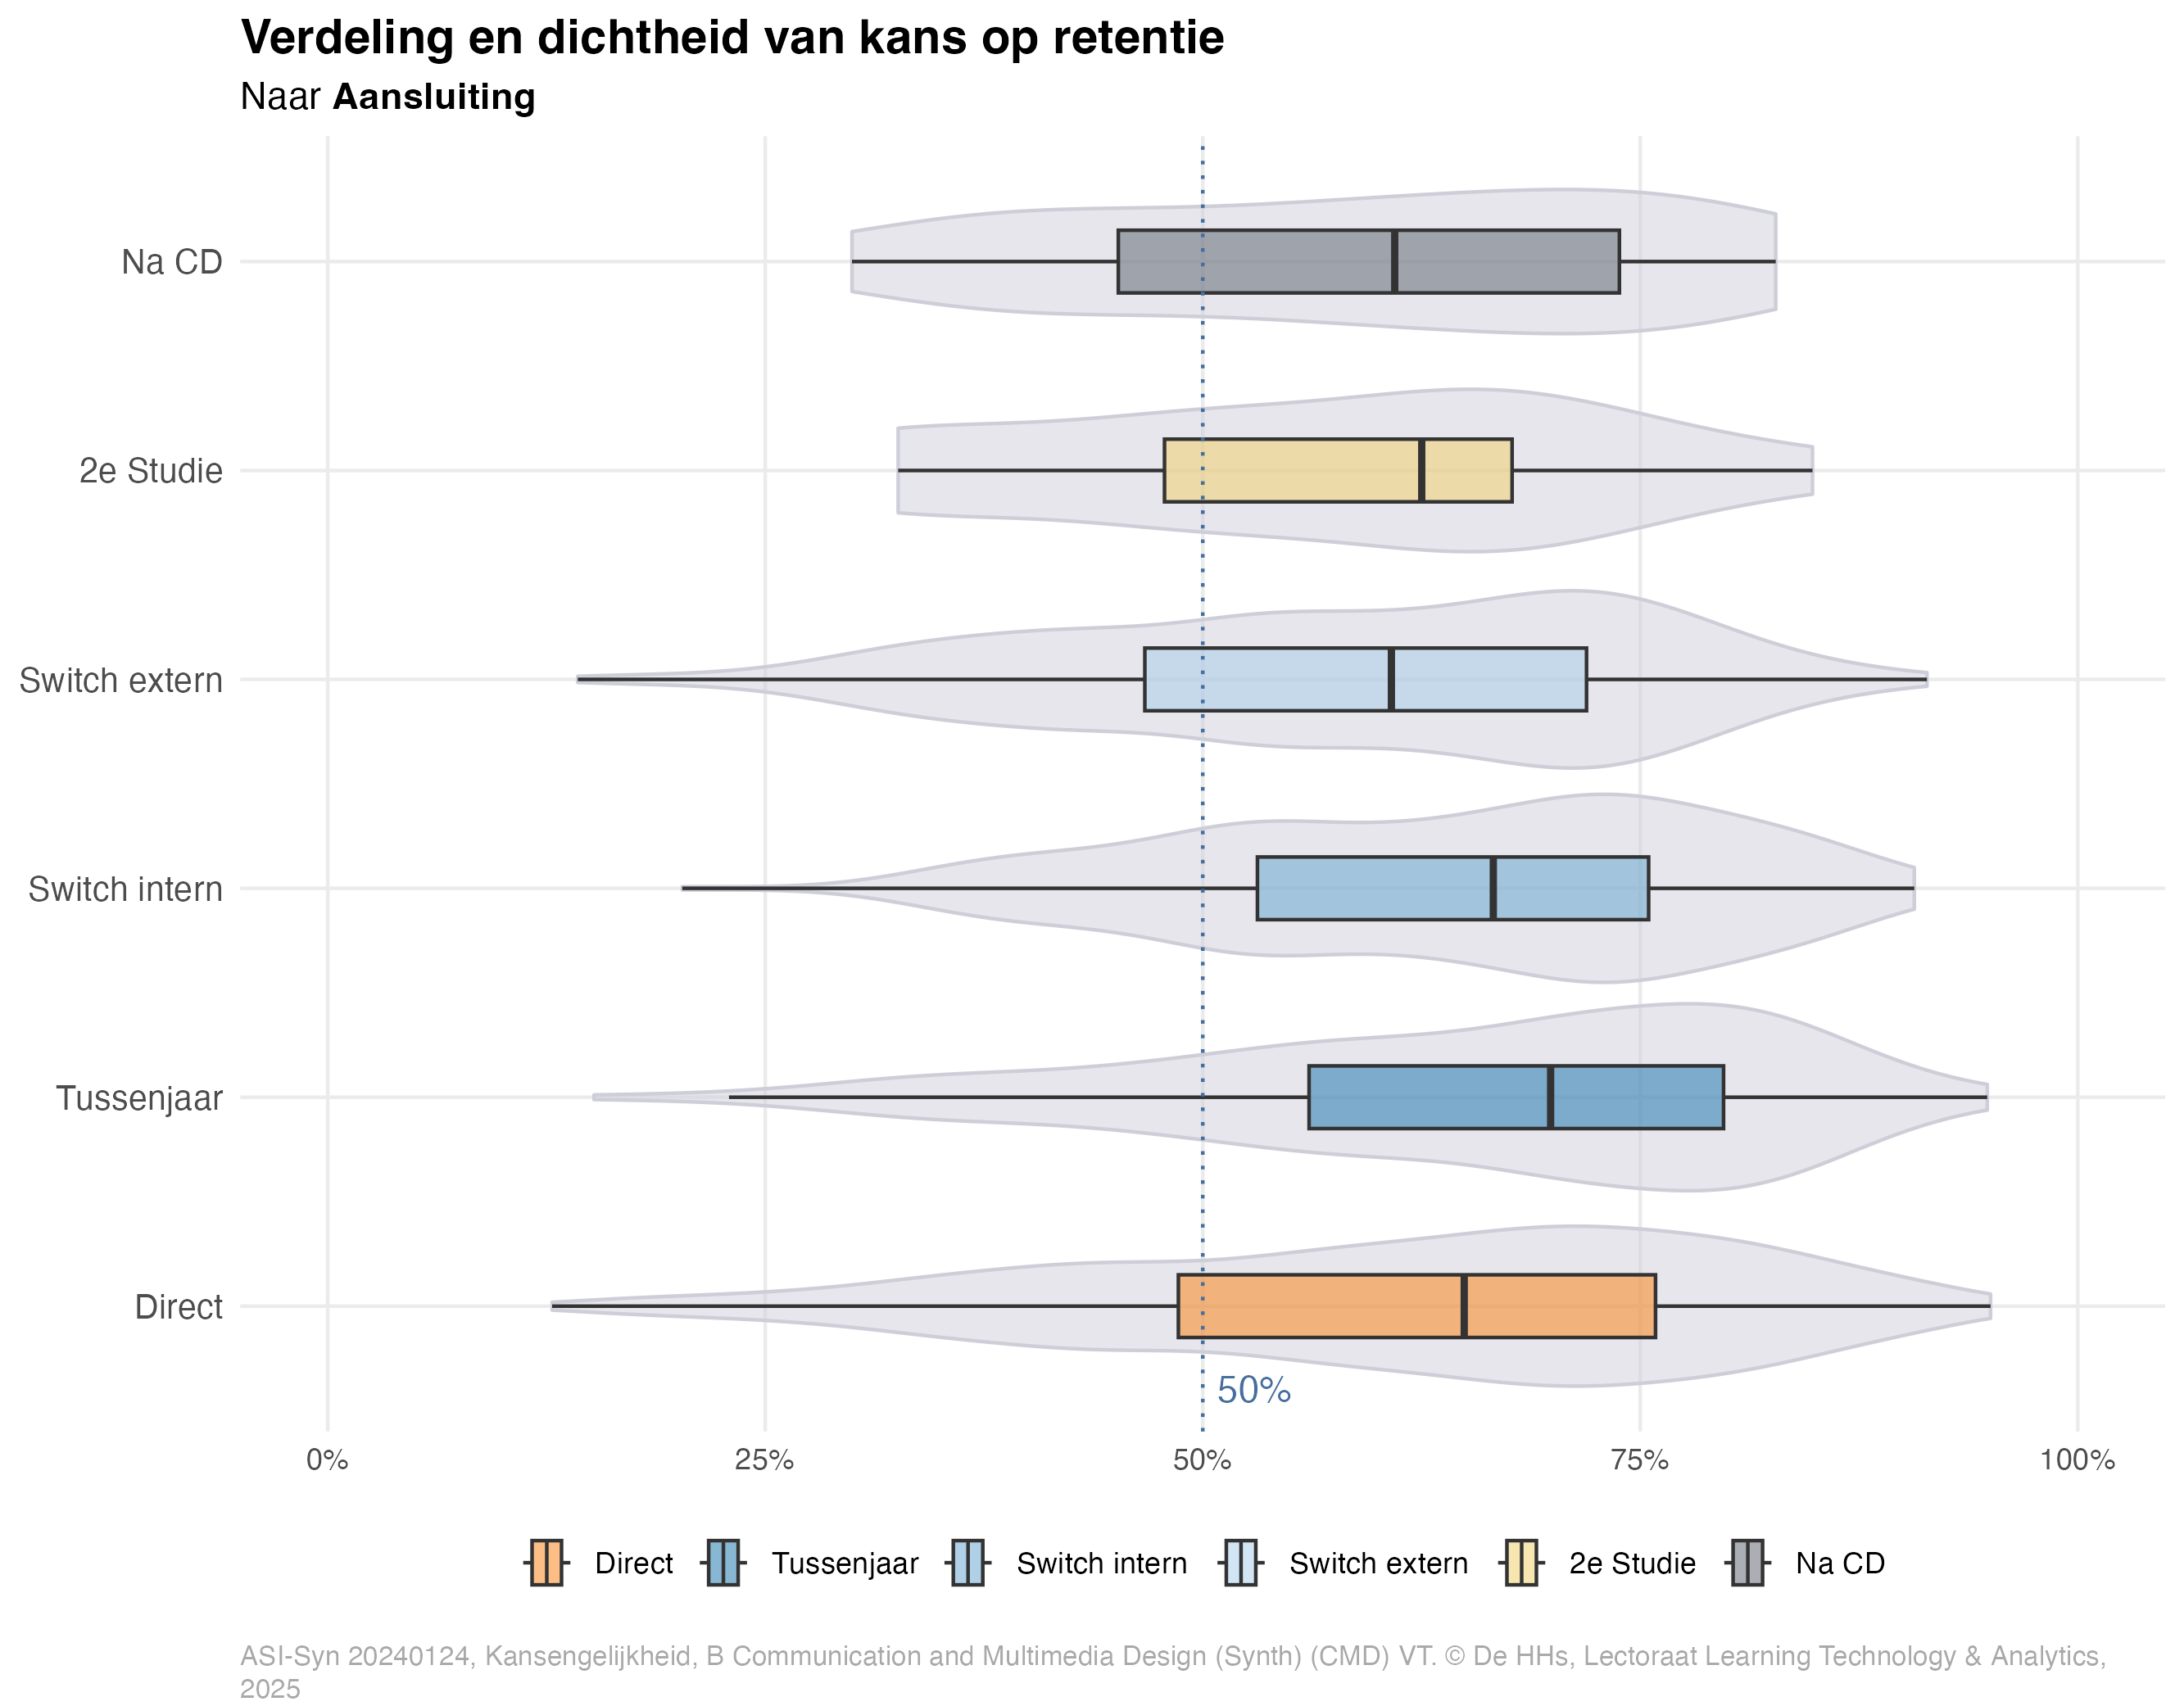 Verdeling en dichtheid van kans op retentie
Naar Aansluiting
Na CD
2e Studie
Switch extern
Switch intern
Tussenjaar
Direct
50%
0% 25% 50% 75% 100%
Direct Tussenjaar Switch intern Switch extern 2e Studie Na CD
ASI-Syn 20240124, Kansengelijkheid, B Communication and Multimedia Design (Synth) (CMD) VT. © De HHs, Lectoraat Learning Technology & Analytics,
2025